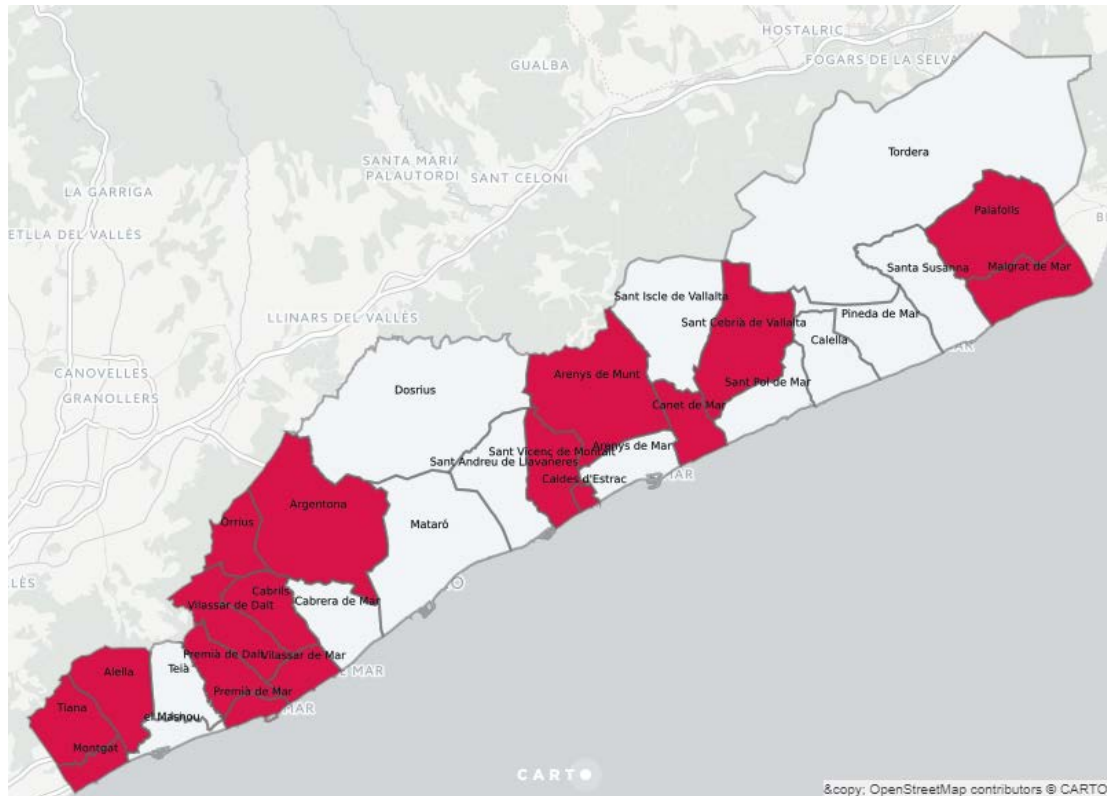 HOSTALRIC
FOGARS DE LA SELVA
GUALBA
Tordera
SANTA MARIA
PALAUTORDI
SANT CELONI
LA GARRIGA
Palafolls
ETLLA DEL VALLÈS
Santa Susanna
Malgrat de Mar
Sant Iscle de Vallalta
Pineda de Mar
LLINARS DEL VALLÈS
Sant Cebrià de Vallalta
Calella
MAR
CANOVELLES
Arenys de Munt
Sant Pol de Mar
Dosrius
GRANOLLERS
Canet de Mar
Arenys de Mar
Sant Vicenç de Montalt
Sant Andreu de Llavaneres
Caldes d'Estrac
MAR
Argentona
Òrrius
Mataró
LÈS
Cabrils
Cabrera de Mar
Vilassar de Dalt
Premià de Dalt
Vilassar de Mar
Alella
Teià
E MAR
Premià de Mar
Tiana
el Masnou
MAR
Montgat
CARTO
&copy; OpenStreetMap contributors © CARTO